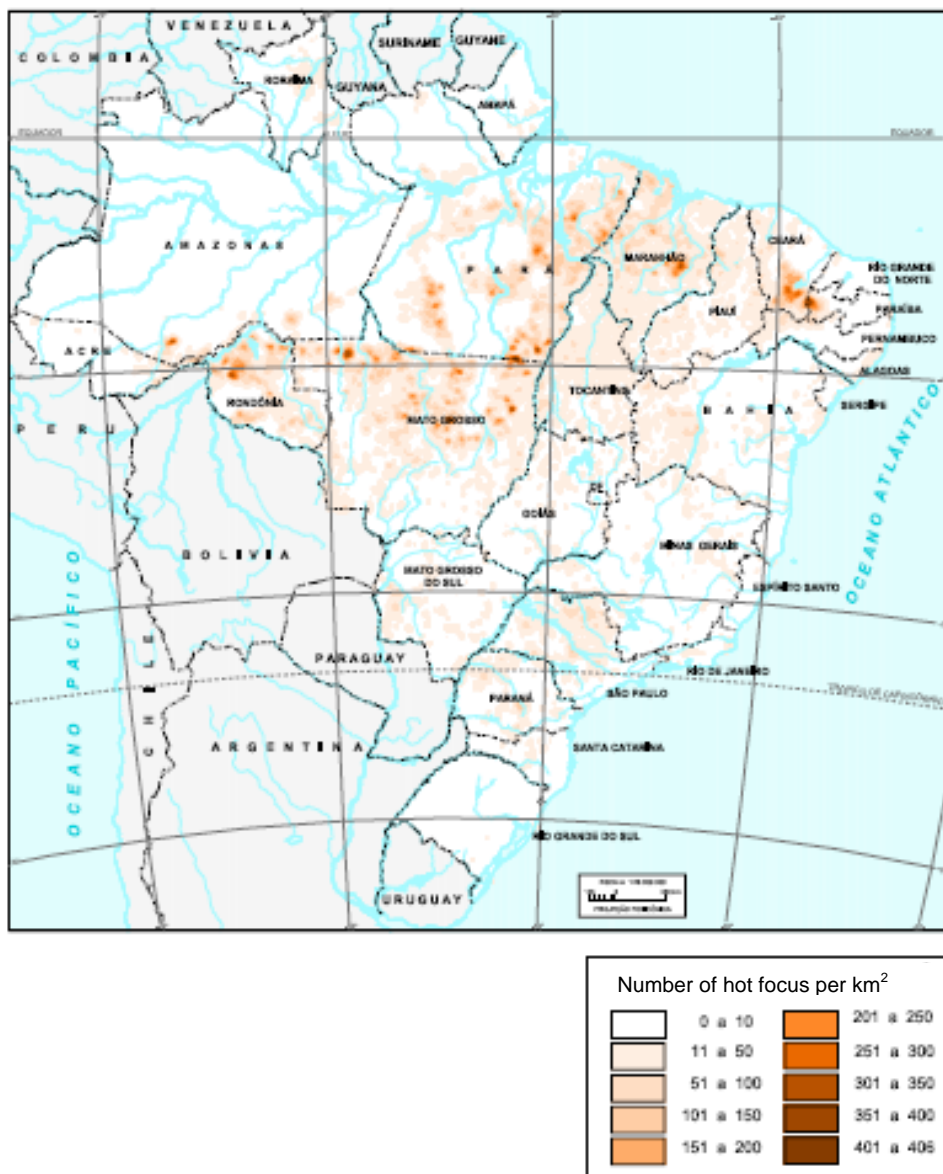 VENEZUELA
COLOMBIA
SURINAME
GUYANE
RORAIMA
GUYANA
AMAPÁ
EQUADOR
EQUADOR
AMAZONAS
PARÁ
MARANHÃO
CEARÁ
RÍO GRANDE
DO NORTE
PARAÍBA
PIAUÍ
PERNAMBUCO
ACRE
ALAGOAS
TOCANTINS
SERGIPE
RONDÔNIA
BAHIA
MATO GROSSO
PERU
DF
GOIÁS
BOLIVIA
MINAS GERAIS
MATO GROSSO
DO SUL
ESPÍRITO SANTO
OCEANO ATLÂNTICO
OCEANO PACÍFICO
CHILE
PARAGUAY
RÍO DE JANEIRO
SÃO PAULO
PARANÁ
ARGENTINA
SANTA CATARINA
RÍO GRANDE DO SUL
URUGUAY
Number of hot focus per km²
0 a 10
201 a 250
11 a 50
251 a 300
51 a 100
301 a 350
101 a 150
351 a 400
151 a 200
401 a 406